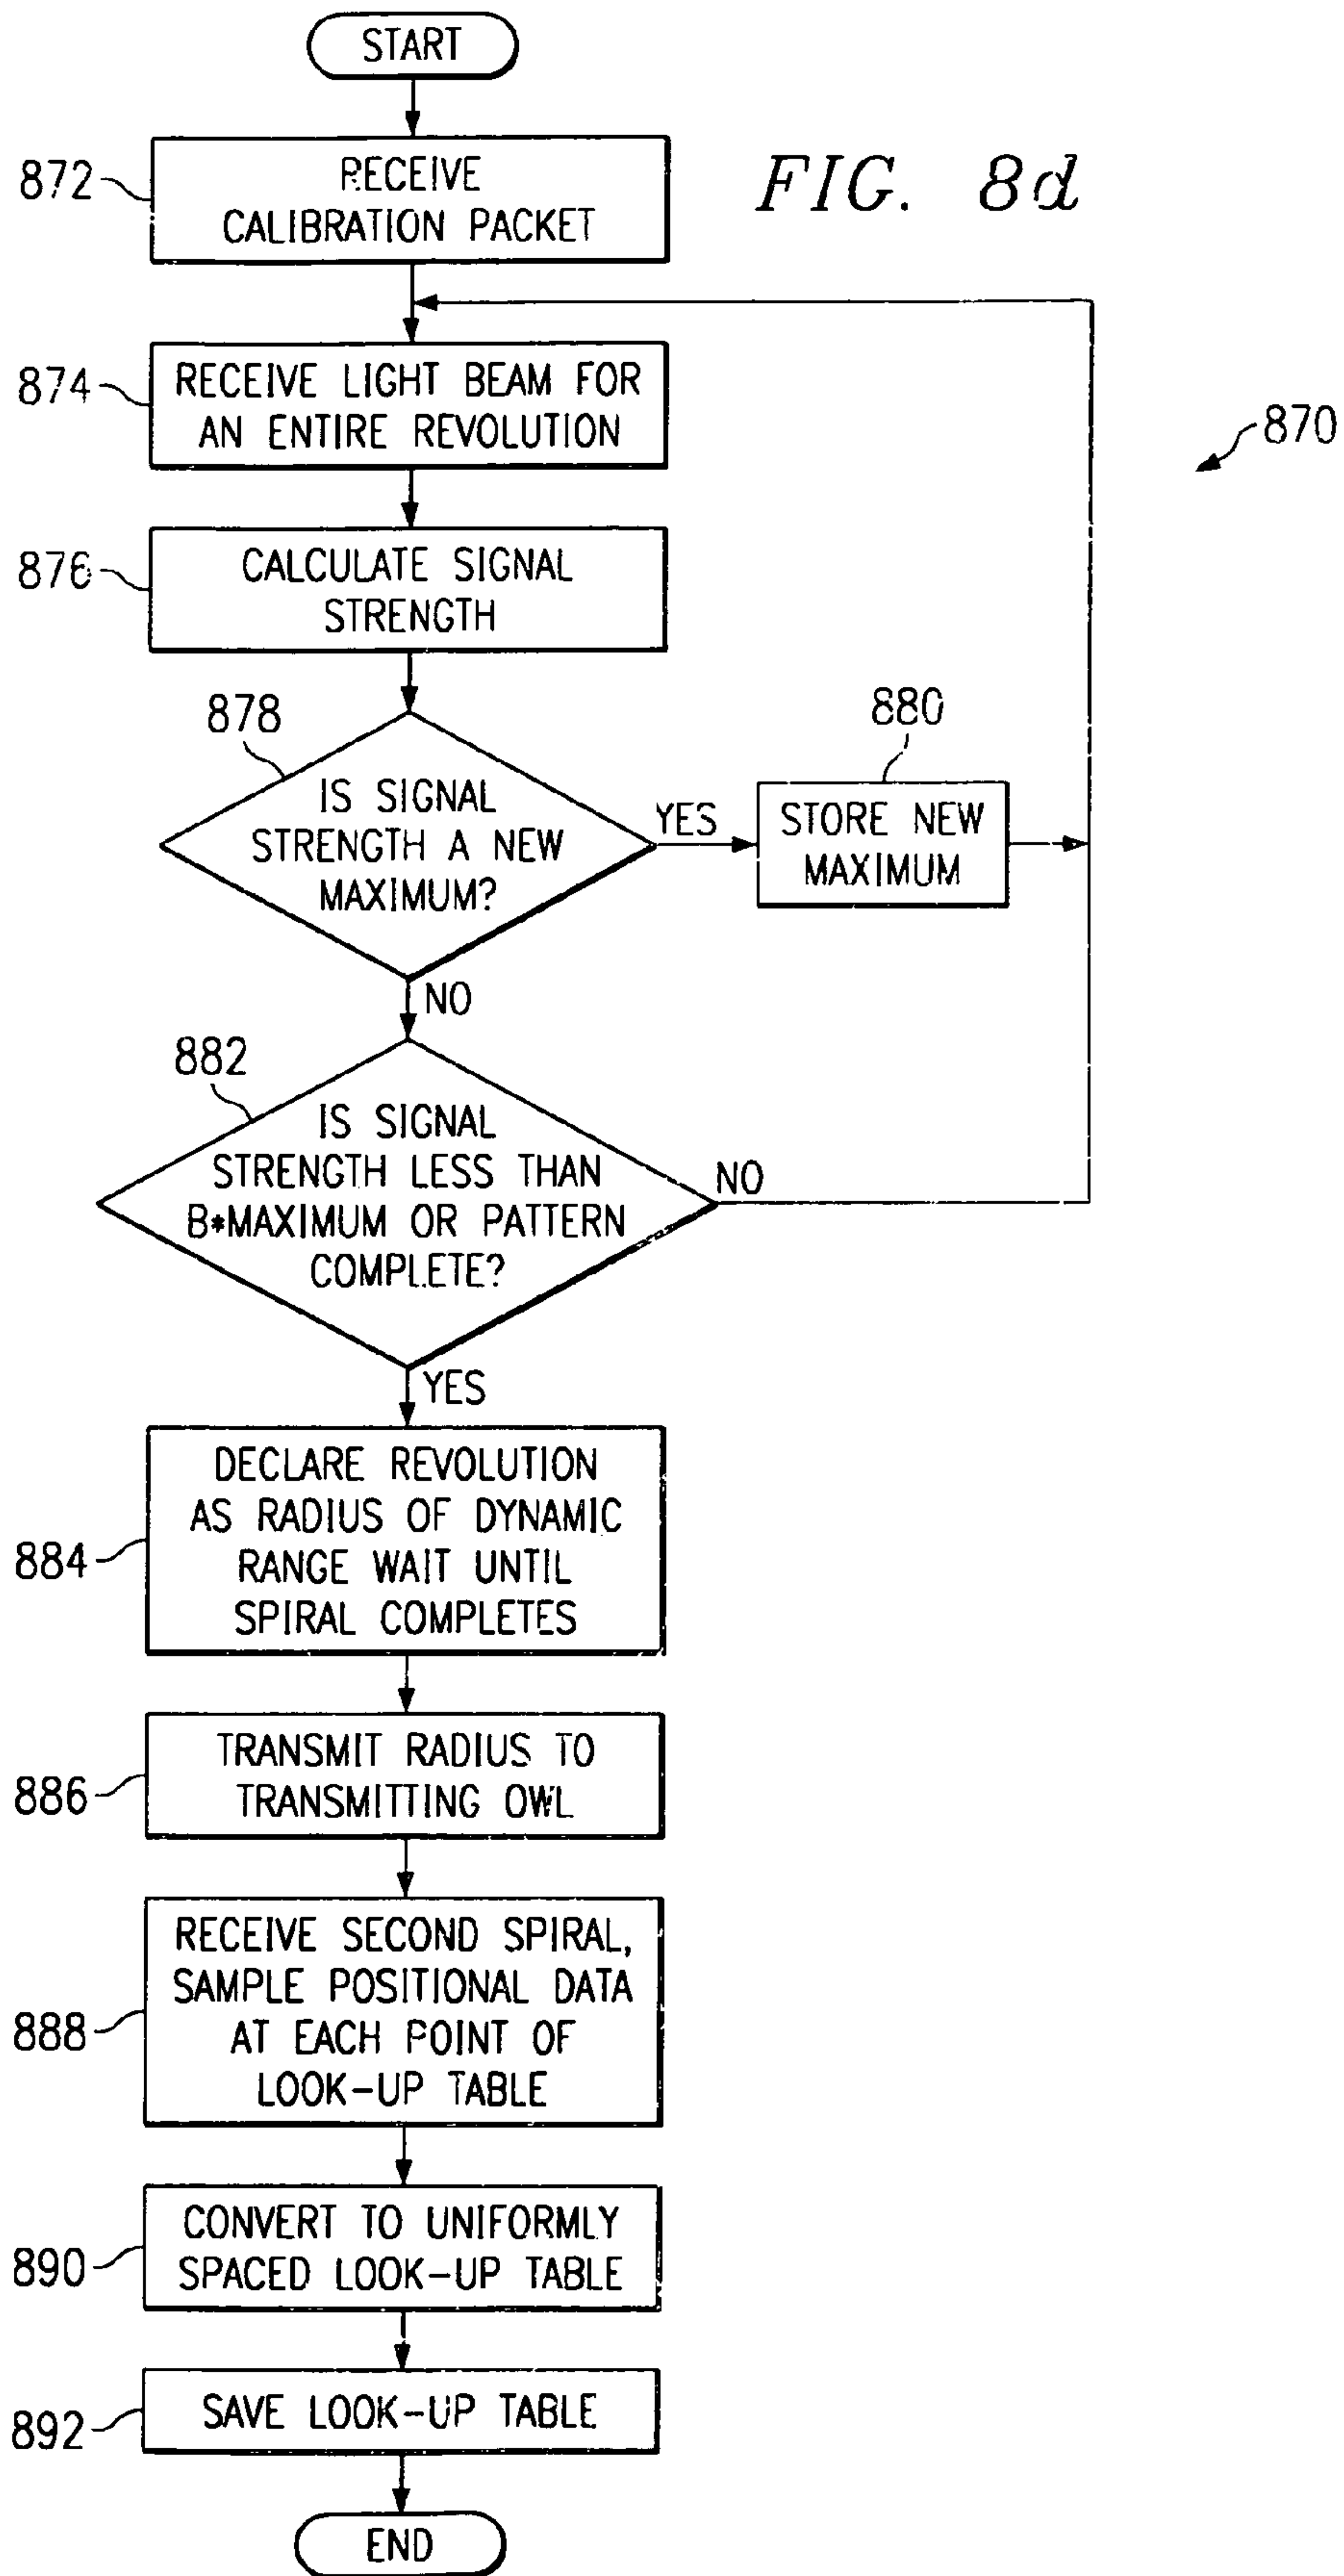 START
872
RECEIVE
CALIBRATION PACKET
FIG. 8d
874
RECEIVE LIGHT BEAM FOR
AN ENTIRE REVOLUTION
870
876
CALCULATE SIGNAL
STRENGTH
878
IS SIGNAL
STRENGTH A NEW
MAXIMUM?
YES
880
STORE NEW
MAXIMUM
NO
882
IS SIGNAL
STRENGTH LESS THAN
B*MAXIMUM OR PATTERN
COMPLETE?
NO
YES
884
DECLARE REVOLUTION
AS RADIUS OF DYNAMIC
RANGE WAIT UNTIL
SPIRAL COMPLETES
886
TRANSMIT RADIUS TO
TRANSMITTING OWL
888
RECEIVE SECOND SPIRAL,
SAMPLE POSITIONAL DATA
AT EACH POINT OF
LOOK-UP TABLE
890
CONVERT TO UNIFORMLY
SPACED LOOK-UP TABLE
892
SAVE LOOK-UP TABLE
END